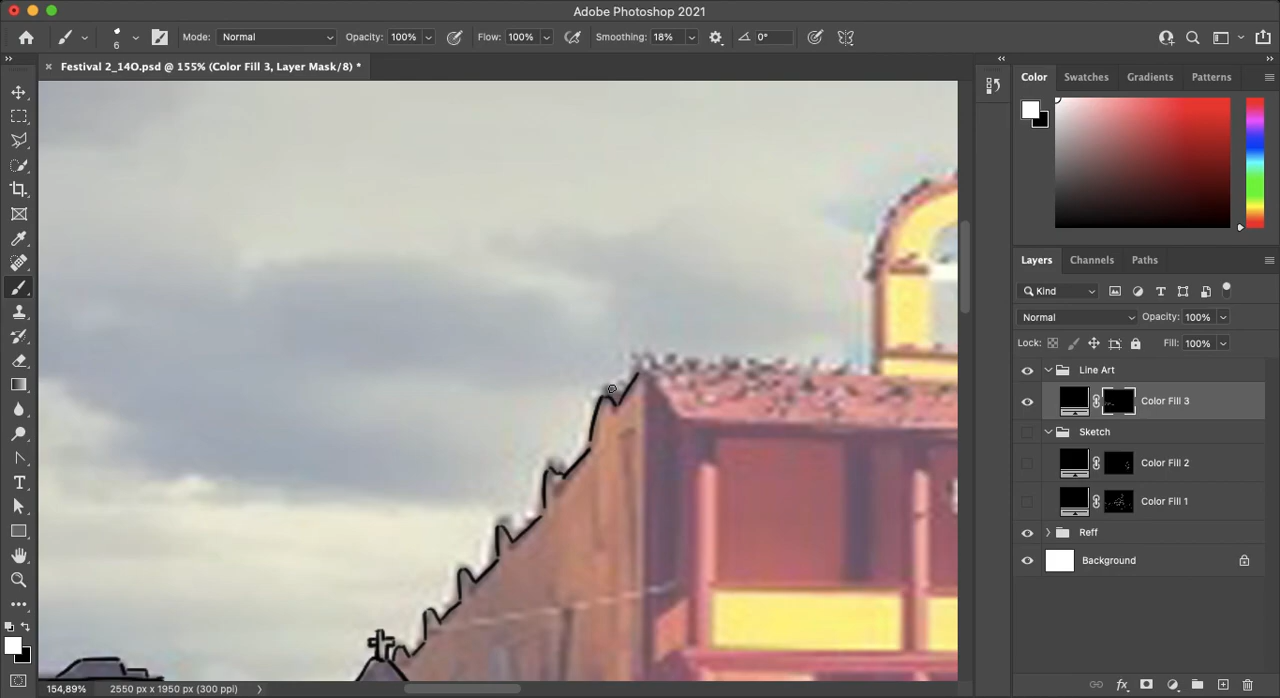 Adobe Photoshop 2021
6
Mode: Normal
Opacity: 100%
Flow: 100%
Smoothing: 18%
0°
Festival 2_14O.psd @ 155% (Color Fill 3, Layer Mask/8) *
Color
Swatches
Gradients
Patterns
Layers
Channels
Paths
Kind
Normal
Opacity: 100%
Lock:
Fill: 100%
Line Art
Color Fill 3
Sketch
Color Fill 2
Color Fill 1
Reff
Background
154,89%
2550 px x 1950 px (300 ppi)
fx